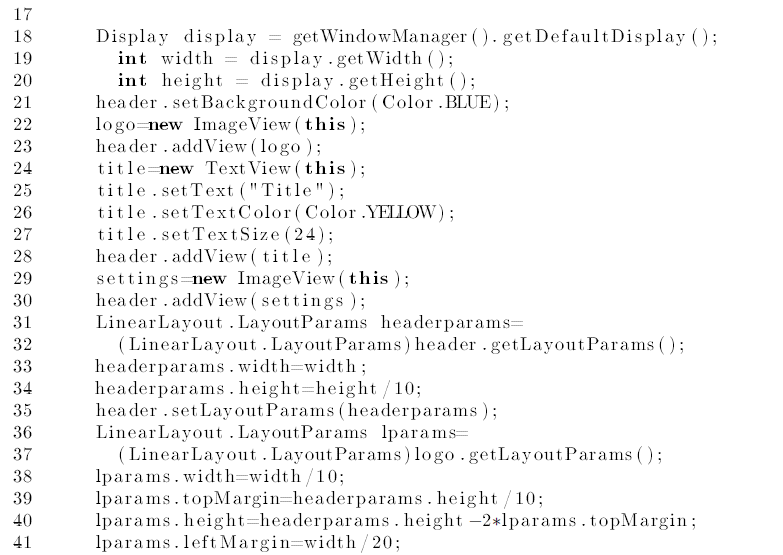 17
18 Display display = getWindowManager().getDefaultDisplay();
19 int width = display.getWidth();
20 int height = display.getHeight();
21 header.setBackgroundColor(Color.BLUE);
22 logo=new ImageView(this);
23 header.addView(logo);
24 title=new TextView(this);
25 title.setText("Title");
26 title.setTextColor(Color.YELLOW);
27 title.setTextSize(24);
28 header.addView(title);
29 settings=new ImageView(this);
30 header.addView(settings);
31 LinearLayout.LayoutParams headerparams=
32 (LinearLayout.LayoutParams)header.getLayoutParams();
33 headerparams.width=width;
34 headerparams.height=height/10;
35 header.setLayoutParams(headerparams);
36 LinearLayout.LayoutParams lparams=
37 (LinearLayout.LayoutParams)logo.getLayoutParams();
38 lparams.width=width/10;
39 lparams.topMargin=headerparams.height/10;
40 lparams.height=headerparams.height-2*lparams.topMargin;
41 lparams.leftMargin=width/20;